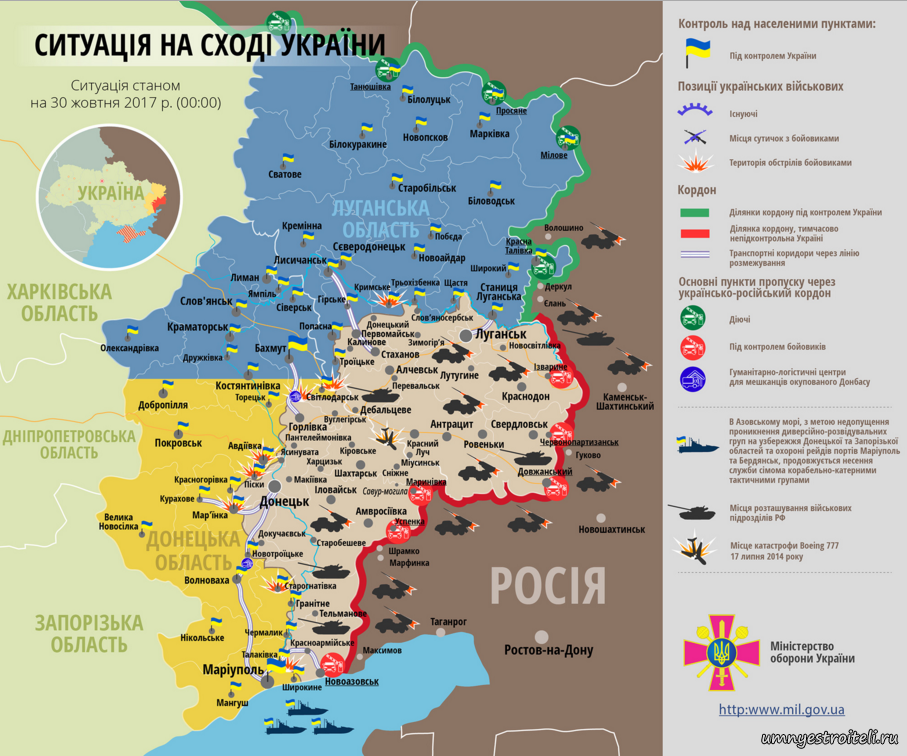 СИТУАЦІЯ НА СХОДІ УКРАЇНИ
Ситуація станом
на 30 жовтня 2017 р. (00:00)
УКРАЇНА
ХАРКІВСЬКА
ОБЛАСТЬ
ДНІПРОПЕТРОВСЬКА
ОБЛАСТЬ
ЗАПОРІЗЬКА
ОБЛАСТЬ
ЛУГАНСЬКА
ОБЛАСТЬ
ДОНЕЦЬКА
ОБЛАСТЬ
РОСІЯ
Танюшівка
Білолуцьк
Просяне
Новопсков
Марківка
Білокуракине
Мілове
Сватове
Старобільськ
Біловодськ
Кремінна
Сєвєродонецьк
Побєда
Новоайдар
Лисичанськ
Красна
Талівка
Волошино
Широкий
Деркул
Лиман
Ямпіль
Сіверськ
Гірське
Кримське
Трьохізбенка
Щастя
Станиця
Луганська
Єлань
Слов'янськ
Краматорськ
Олександрівка
Дружківка
Бахмут
Попасна
Донецький
Первомайськ
Слов'яносербськ
Луганськ
Калинове
Зимогір'я
Новосвітлівка
Троїцьке
Стаханов
Алчевськ
Лутугине
Ізварине
Костянтинівка
Торецьк
Світлодарськ
Перевальськ
Краснодон
Каменськ-
Шахтинський
Добропілля
Дебальцеве
Вуглегірськ
Горлівка
Антрацит
Свердловськ
Покровськ
Пантелеймонівка
Авдіївка
Ясинувата
Кіровське
Красний
Луч
Ровеньки
Червонопартизанськ
Гуково
Харцизьк
Міусинськ
Красногорівка
Піски
Макіївка
Шахтарськ
Сніжне
Довжанський
Курахове
Донецьк
Іловайськ
Савур-могила
Маринівка
Мар'їнка
Велика
Новосілка
Амвросіївка
Успенка
Новошахтинськ
Докучаєвськ
Старобешеве
Новотроїцьке
Шрамко
Марфинка
Волноваха
Старогнатівка
Гранітне
Тельманове
Нікольське
Чермалик
Красноармійське
Таганрог
Ростов-на-Дону
Талаківка
Максимов
Маріуполь
Новоазовськ
Широкине
Мангуш
Контроль над населеними пунктами:
Під контролем України
Позиції українських військових
Існуючі
Місця сутичок з бойовиками
Територія обстрілів бойовиками
Кордон
Ділянки кордону під контролем України
Ділянка кордону, тимчасово
непідконтрольна Україні
Транспортні коридори через лінію
розмежування
Основні пункти пропуску через
українсько-російський кордон
Діючі
Під контролем бойовиків
Гуманітарно-логістичні центри
для мешканців окупованого Донбасу
В Азовському морі, з метою недопущення
проникнення диверсійно-розвідувальних
груп на узбережжя Донецької та Запорізької
областей та охорони рейдів портів Маріуполь
та Бердянськ, продовжується несення
служби сімома корабельно-катерними
тактичними групами
Місця розташування військових
підрозділів РФ
Місце катастрофи Boeing 777
17 липня 2014 року
Міністерство
оборони України
http:www.mil.gov.ua
umnyestroiteli.ru